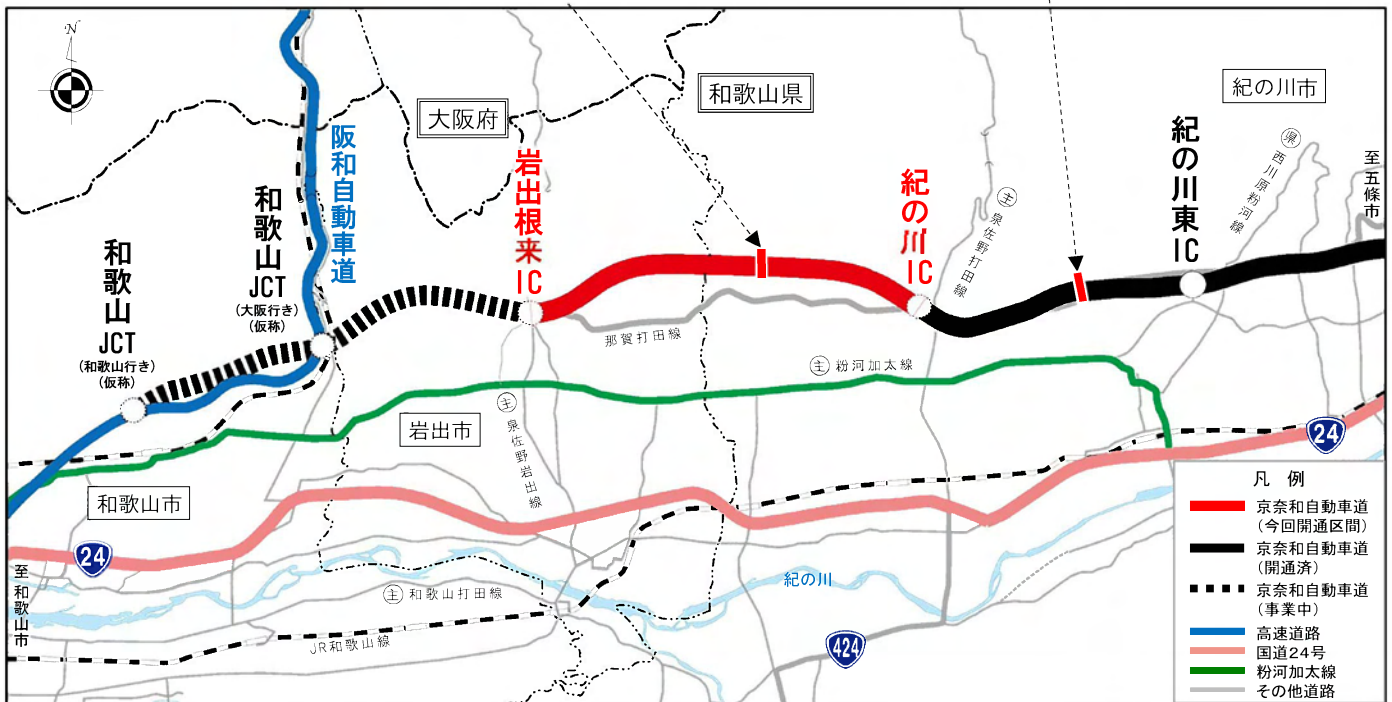 N
大阪府
和歌山県
紀の川市
阪和自動車道
岩出根来IC
紀の川IC
紀の川東IC
㊤西川原粉河線
至五條市
主 泉佐野打田線
和歌山
JCT
(大阪行き)
(仮称)
和歌山
JCT
(和歌山行き)
(仮称)
那賀打田線
主 粉河加太線
岩出市
主 泉佐野岩出線
和歌山市
24
24
至和歌山市
主 和歌山打田線
紀の川
JR和歌山線
424
凡 例
京奈和自動車道
(今回開通区間)
京奈和自動車道
(開通済)
京奈和自動車道
(事業中)
高速道路
国道24号
粉河加太線
その他道路